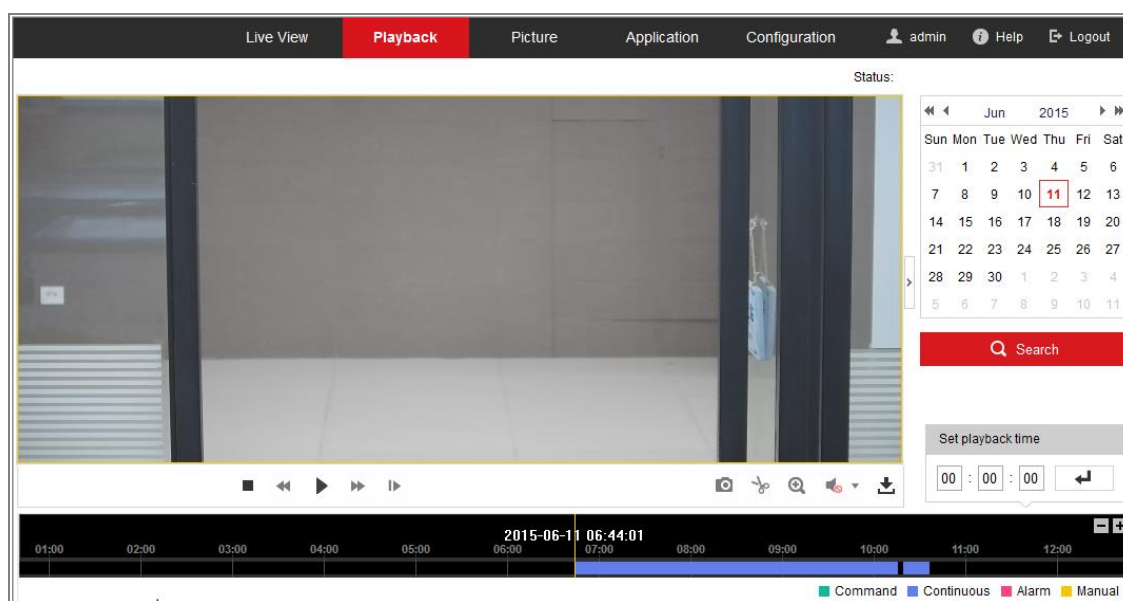 Live View Playback Picture Application Configuration admin Help Logout
Status:
Jun 2015
Sun Mon Tue Wed Thu Fri Sat
31 1 2 3 4 5 6
7 8 9 10 11 12 13
14 15 16 17 18 19 20
21 22 23 24 25 26 27
28 29 30 1 2 3 4
5 6 7 8 9 10 11
Search
Set playback time
00 : 00 : 00
2015-06-11 06:44:01
01:00 02:00 03:00 04:00 05:00 06:00 07:00 08:00 09:00 10:00 11:00 12:00
Command Continuous Alarm Manual